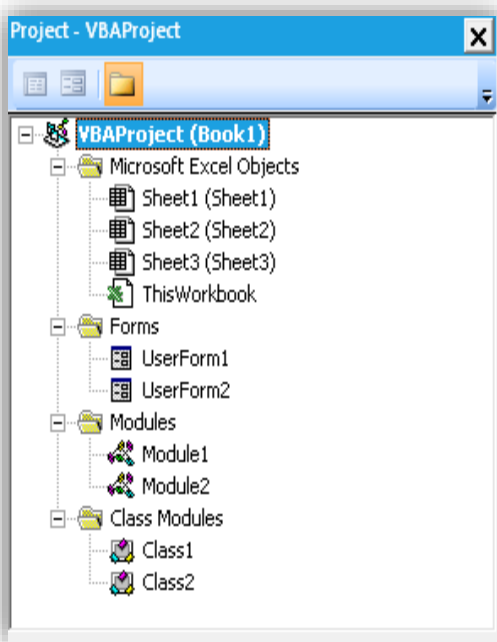 Project - VBAProject
VBAProject (Book1)
Microsoft Excel Objects
Sheet1 (Sheet1)
Sheet2 (Sheet2)
Sheet3 (Sheet3)
ThisWorkbook
Forms
UserForm1
UserForm2
Modules
Module1
Module2
Class Modules
Class1
Class2